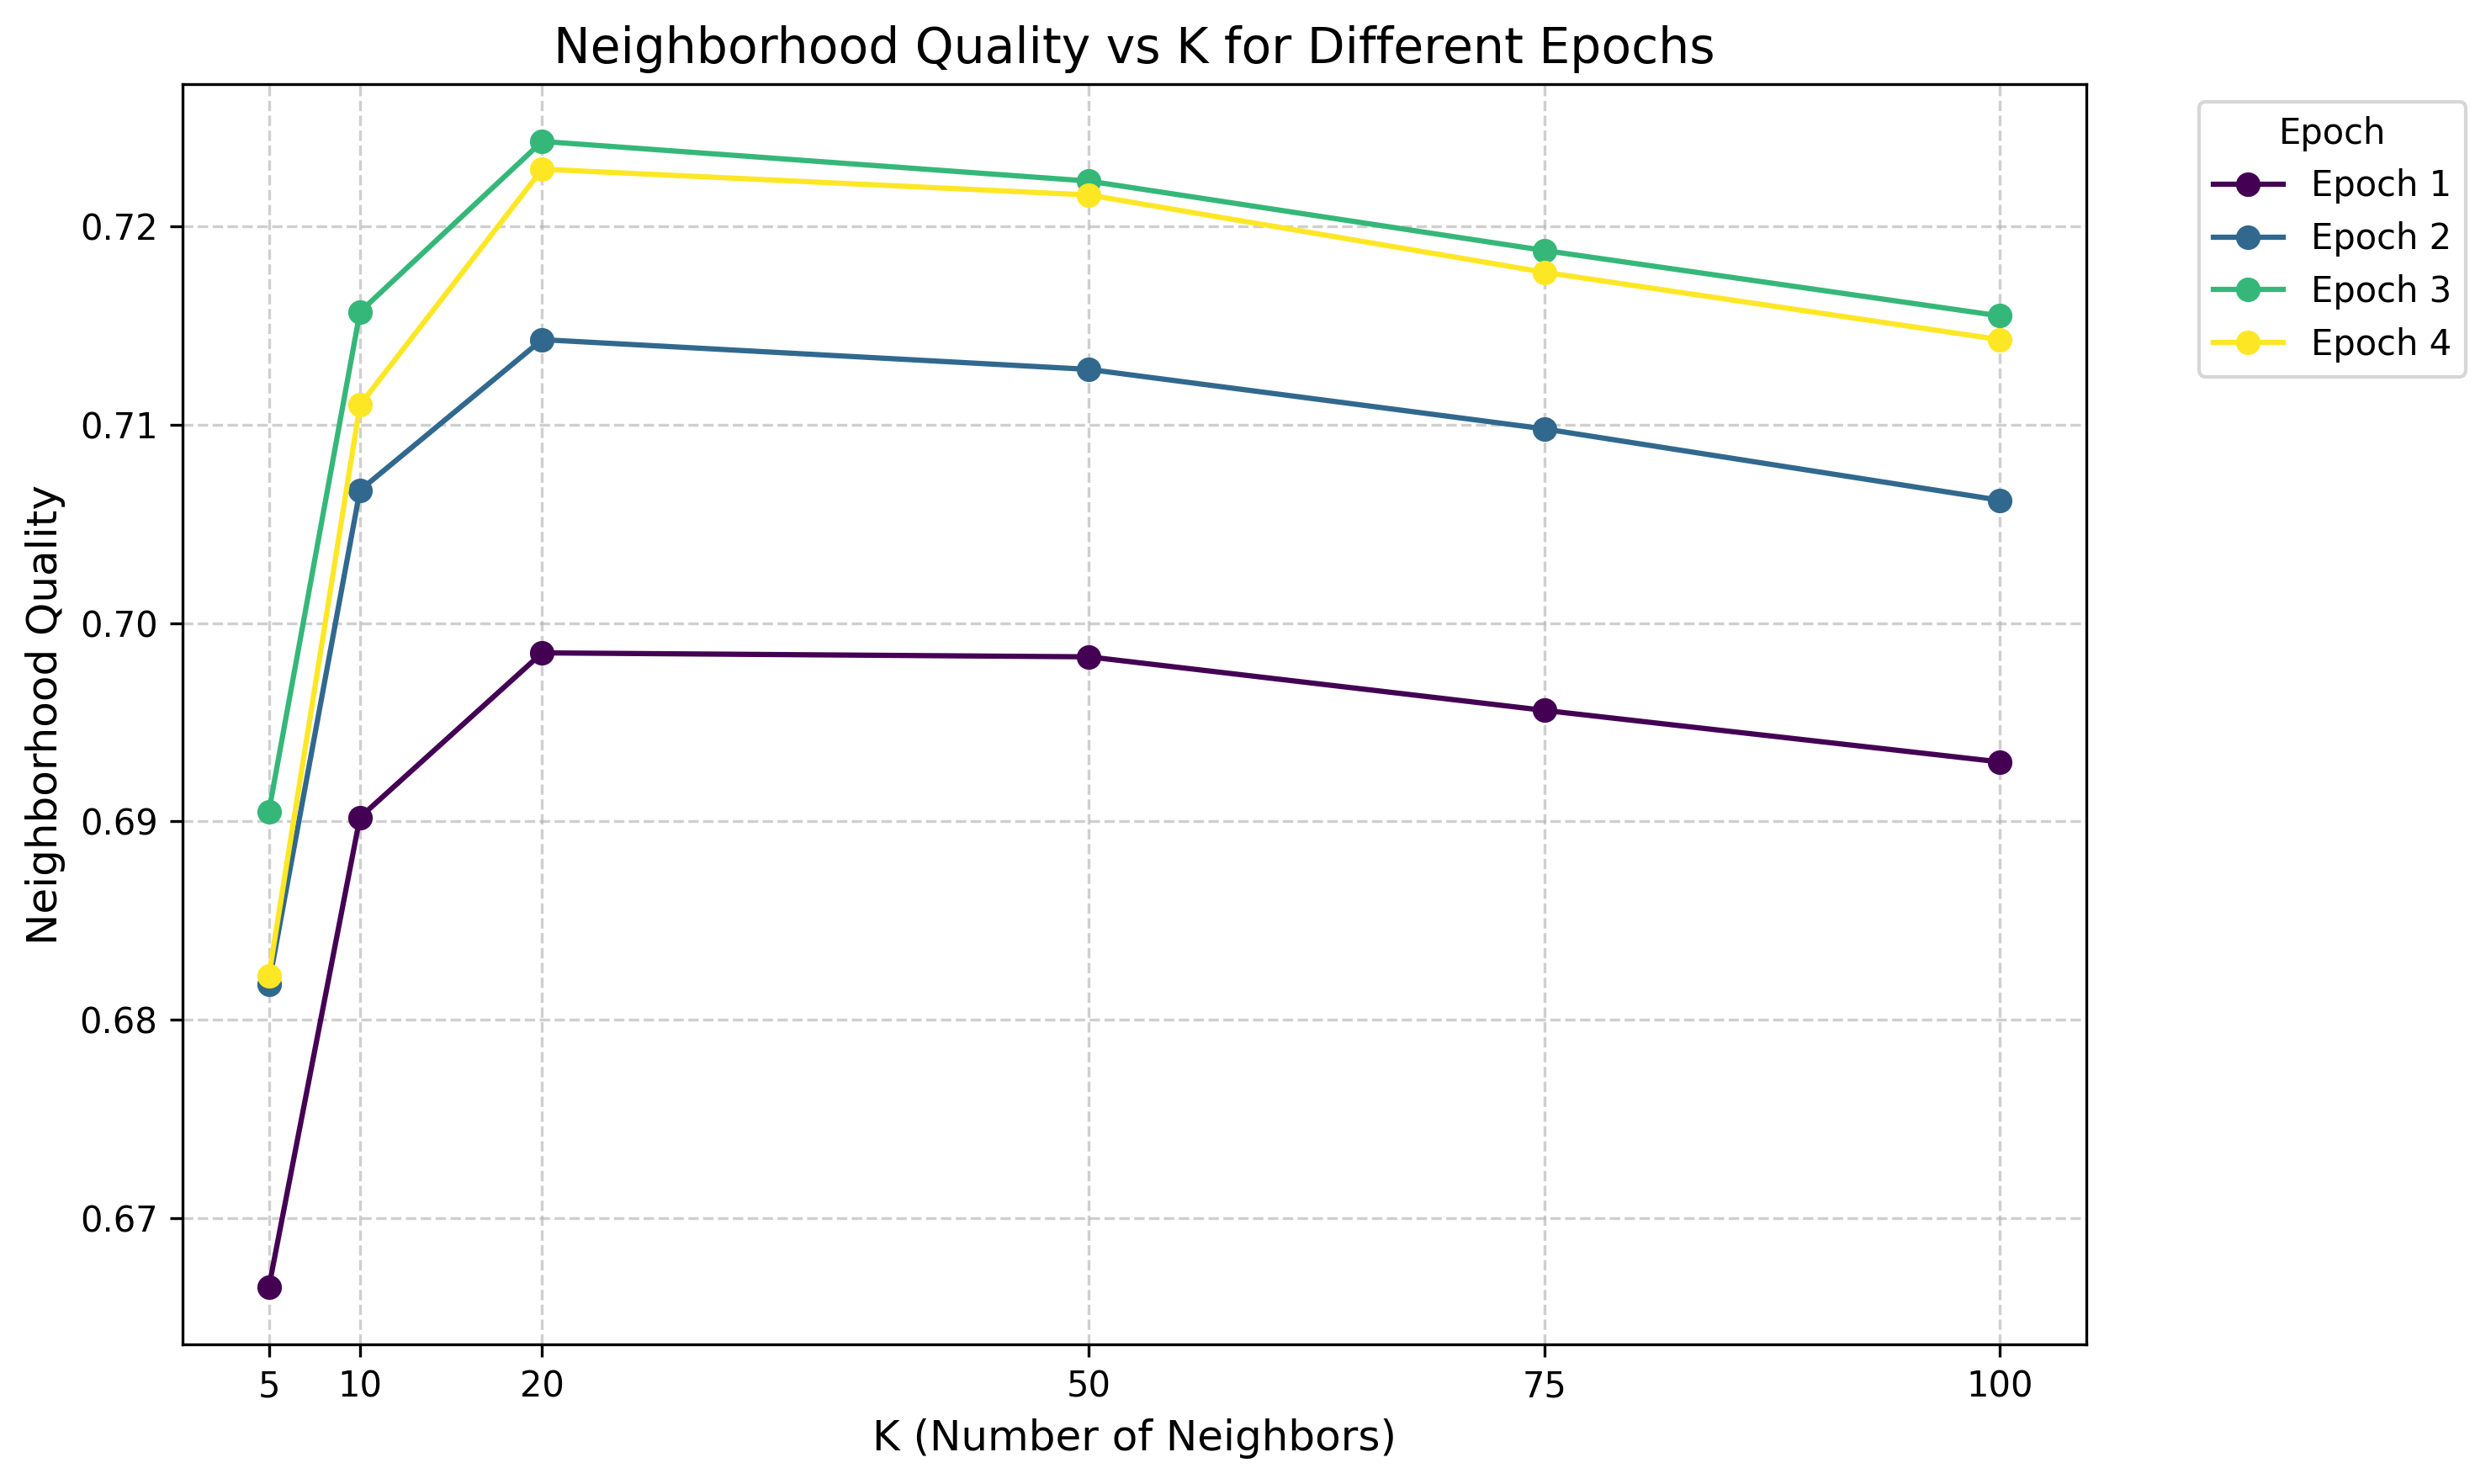 Neighborhood Quality vs K for Different Epochs
Neighborhood Quality
0.72
0.71
0.70
0.69
0.68
0.67
5 10 20 50 75 100
K (Number of Neighbors)
Epoch
Epoch 1
Epoch 2
Epoch 3
Epoch 4